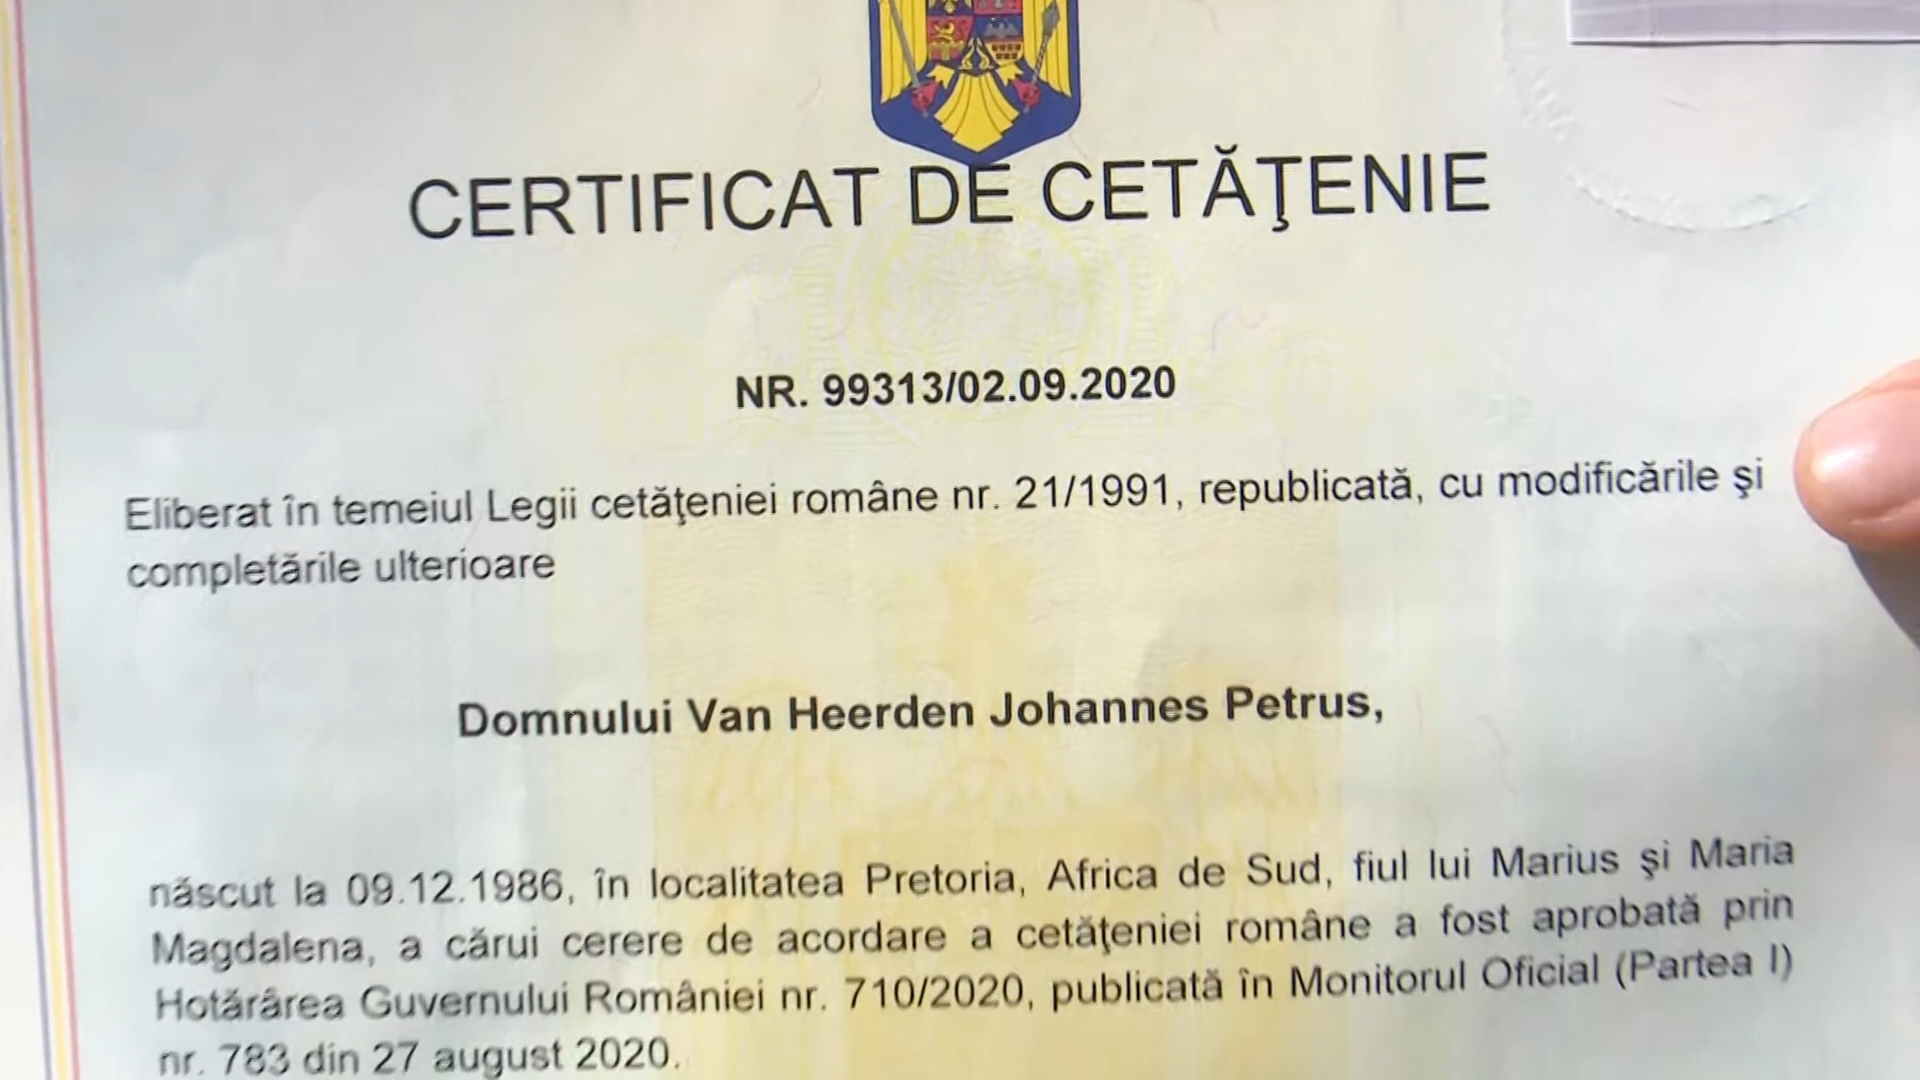 CERTIFICAT DE CETĂŢENIE
NR. 99313/02.09.2020
Eliberat în temeiul Legii cetăţeniei române nr. 21/1991, republicată, cu modificările şi
completările ulterioare
Domnului Van Heerden Johannes Petrus,
născut la 09.12.1986, în localitatea Pretoria, Africa de Sud, fiul lui Marius şi Maria
Magdalena, a cărui cerere de acordare a cetăţeniei române a fost aprobată prin
Hotărârea Guvernului României nr. 710/2020, publicată în Monitorul Oficial (Partea I)
nr. 783 din 27 august 2020.